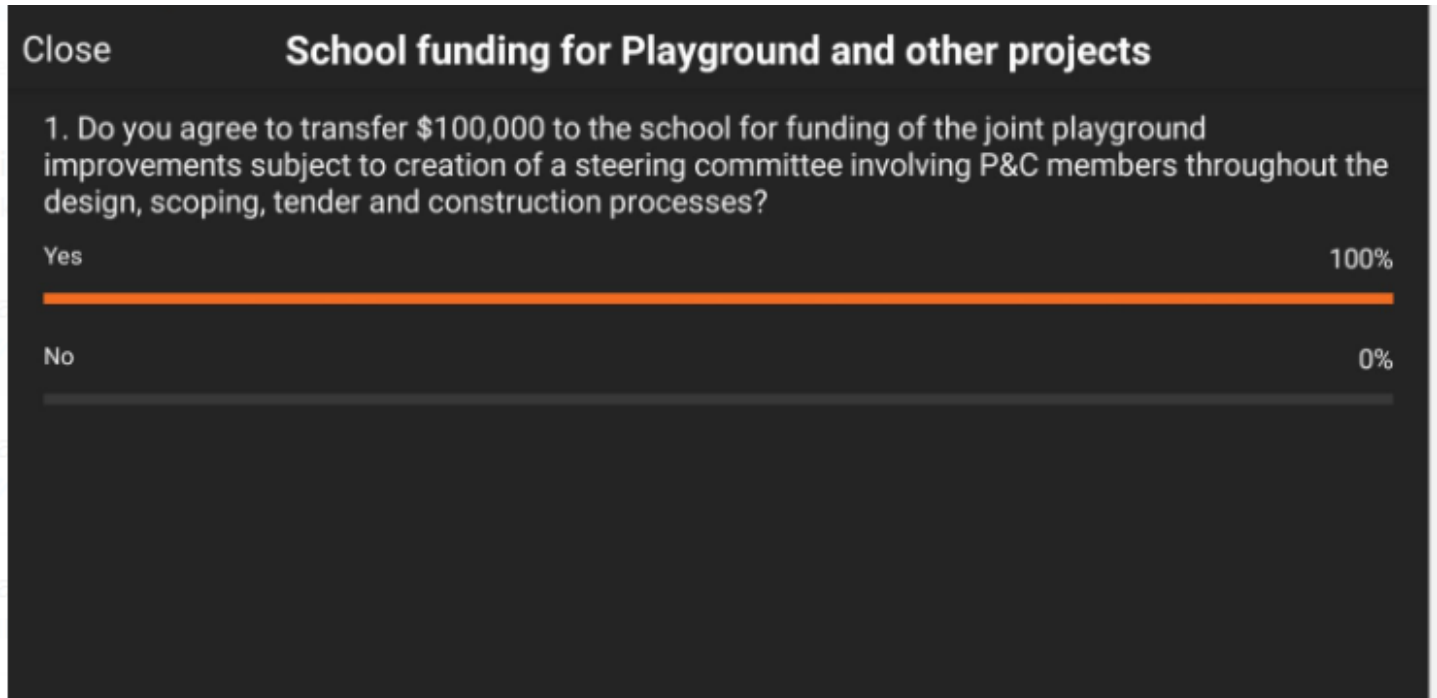 Close
School funding for Playground and other projects
1. Do you agree to transfer $100,000 to the school for funding of the joint playground
improvements subject to creation of a steering committee involving P&C members throughout the
design, scoping, tender and construction processes?
Yes 100%
No 0%